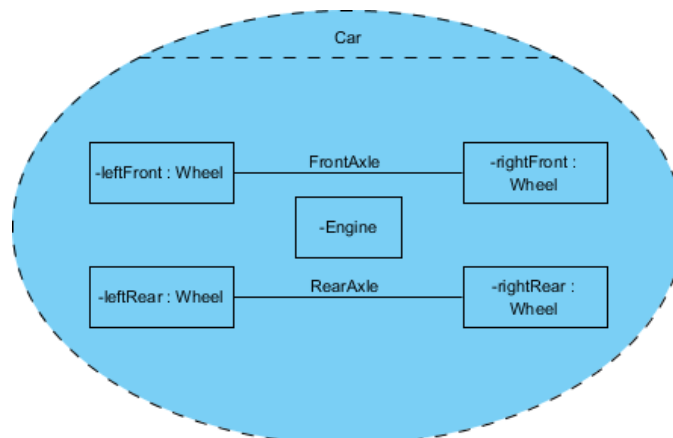 Car
-leftFront : Wheel
FrontAxle
-rightFront :
Wheel
-Engine
-leftRear : Wheel
RearAxle
-rightRear :
Wheel